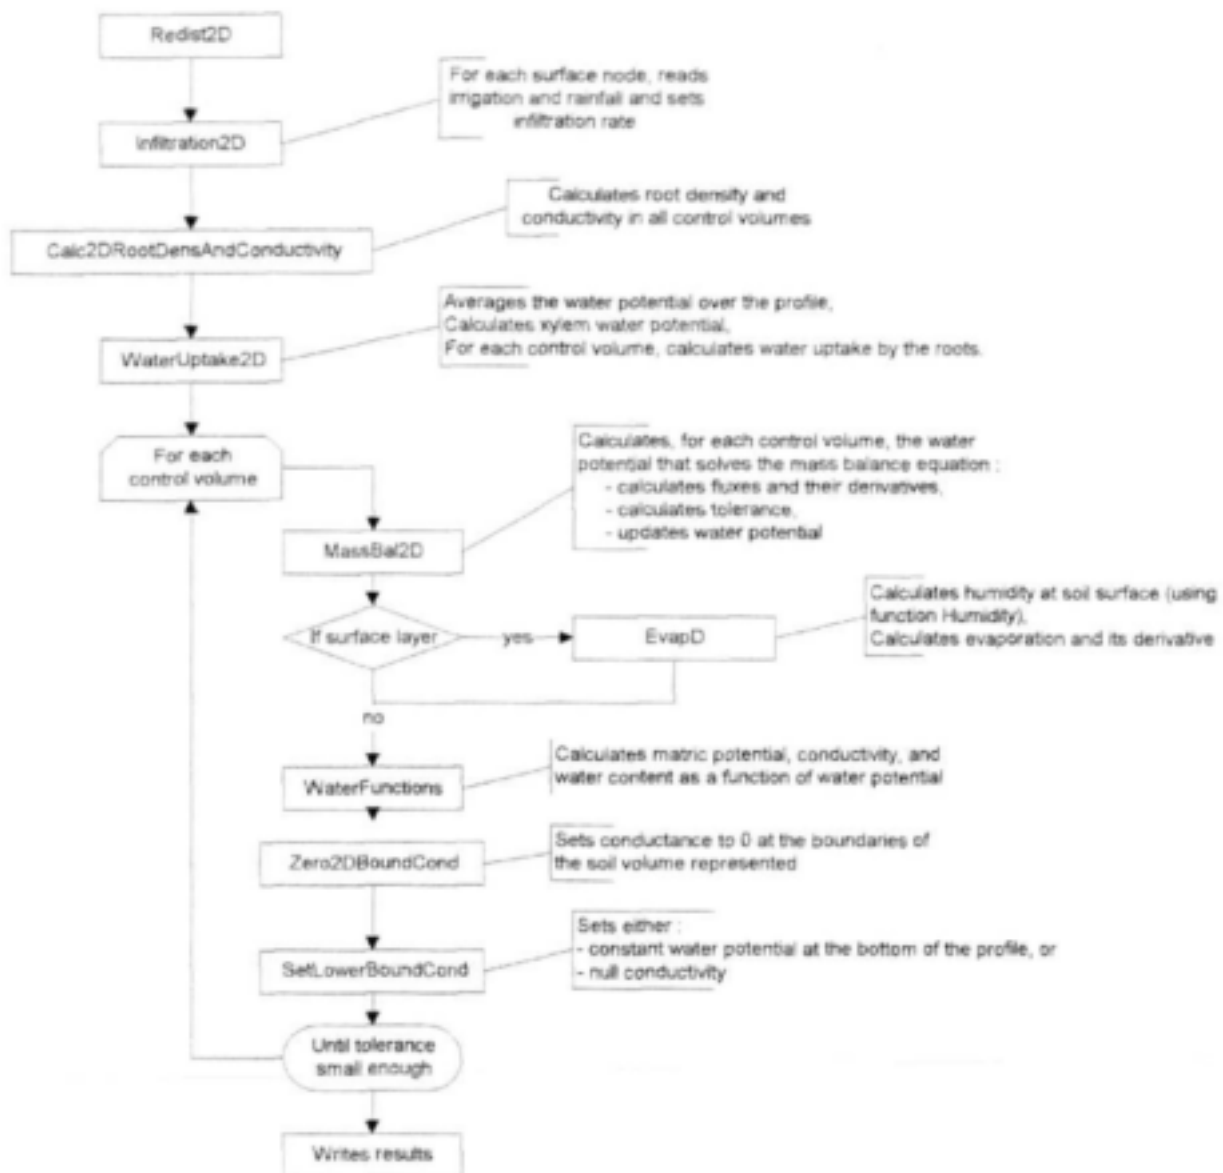 Redist2D
For each surface node, reads
irrigation and rainfall and sets
infiltration rate
Infiltration2D
Calculates root density and
conductivity in all control volumes
Calc2DRootDensAndConductivity
Averages the water potential over the profile,
Calculates xylem water potential,
For each control volume, calculates water uptake by the roots.
WaterUptake2D
For each
control volume
Calculates, for each control volume, the water
potential that solves the mass balance equation :
- calculates fluxes and their derivatives,
- calculates tolerance,
- updates water potential
MassBal2D
Calculates humidity at soil surface (using
function Humidity),
Calculates evaporation and its derivative
If surface layer
yes
EvapD
no
Calculates matric potential, conductivity, and
water content as a function of water potential
WaterFunctions
Sets conductance to 0 at the boundaries of
the soil volume represented
Zero2DBoundCond
Sets either :
- constant water potential at the bottom of the profile, or
- null conductivity
SetLowerBoundCond
Until tolerance
small enough
Writes results